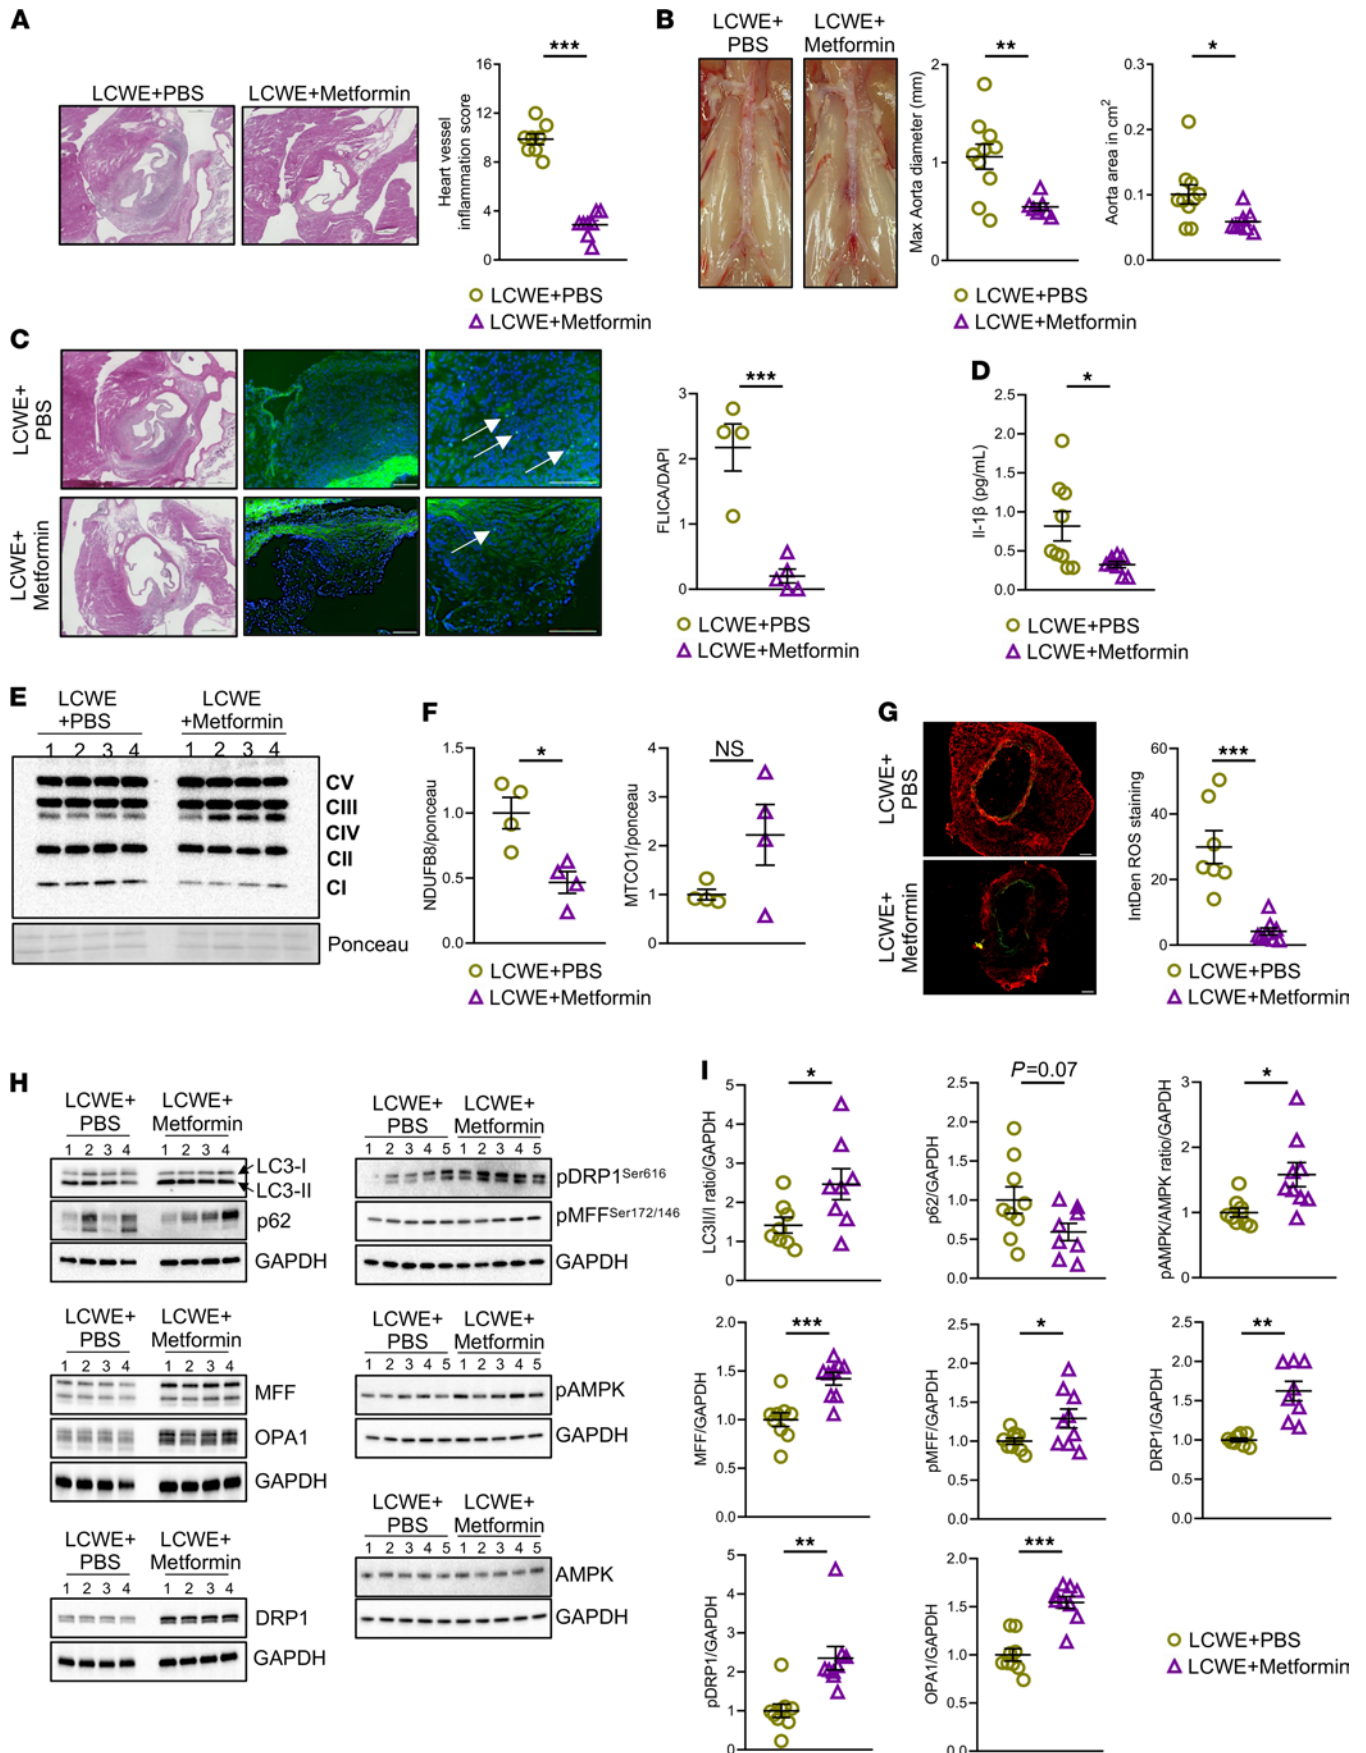 A
LCWE+PBS
LCWE+Metformin
***
16
12
8
4
0
Heart vessel
inflammation score
LCWE+PBS
LCWE+Metformin
B
LCWE+
PBS
LCWE+
Metformin
**
2
1
0
Max Aorta diameter (mm)
*
0.3
0.2
0.1
0.0
Aorta area in cm²
LCWE+PBS
LCWE+Metformin
LCWE+PBS
LCWE+Metformin
C
LCWE+
PBS
LCWE+
Metformin
***
3
2
1
0
FLICA/DAPI
LCWE+PBS
LCWE+Metformin
D
*
2.5
2.0
1.5
1.0
0.5
0.0
Il-1β (pg/mL)
LCWE+PBS
LCWE+Metformin
E
LCWE
+PBS
LCWE
+Metformin
1 2 3 4
1 2 3 4
CV
CIII
CIV
CII
CI
Ponceau
F
*
1.5
1.0
0.5
0.0
NDUFB8/ponceau
NS
4
3
2
1
0
MTCO1/ponceau
LCWE+PBS
LCWE+Metformin
G
LCWE+
PBS
LCWE+
Metformin
***
60
40
20
0
IntDen ROS staining
LCWE+PBS
LCWE+Metformin
H
LCWE+
PBS
LCWE+
Metformin
1 2 3 4
1 2 3 4
LC3-I
LC3-II
p62
GAPDH
LCWE+
PBS
LCWE+
Metformin
1 2 3 4
1 2 3 4
MFF
OPA1
GAPDH
LCWE+
PBS
LCWE+
Metformin
1 2 3 4
1 2 3 4
DRP1
GAPDH
LCWE+
PBS
LCWE+
Metformin
1 2 3 4 5
1 2 3 4 5
pDRP1Ser616
pMFFSer172/146
GAPDH
LCWE+
PBS
LCWE+
Metformin
1 2 3 4 5
1 2 3 4 5
pAMPK
GAPDH
LCWE+
PBS
LCWE+
Metformin
1 2 3 4 5
1 2 3 4 5
AMPK
GAPDH
I
*
5
4
3
2
1
0
LC3II/I ratio/GAPDH
P=0.07
2.5
2.0
1.5
1.0
0.5
0.0
p62/GAPDH
*
3
2
1
0
pAMPK/AMPK ratio/GAPDH
***
2.0
1.5
1.0
0.5
0.0
MFF/GAPDH
*
2.5
2.0
1.5
1.0
0.5
0.0
pMFF/GAPDH
**
2.5
2.0
1.5
1.0
0.5
0.0
DRP1/GAPDH
**
5
4
3
2
1
0
pDRP1/GAPDH
***
2.0
1.5
1.0
0.5
0.0
OPA1/GAPDH
LCWE+PBS
LCWE+Metformin